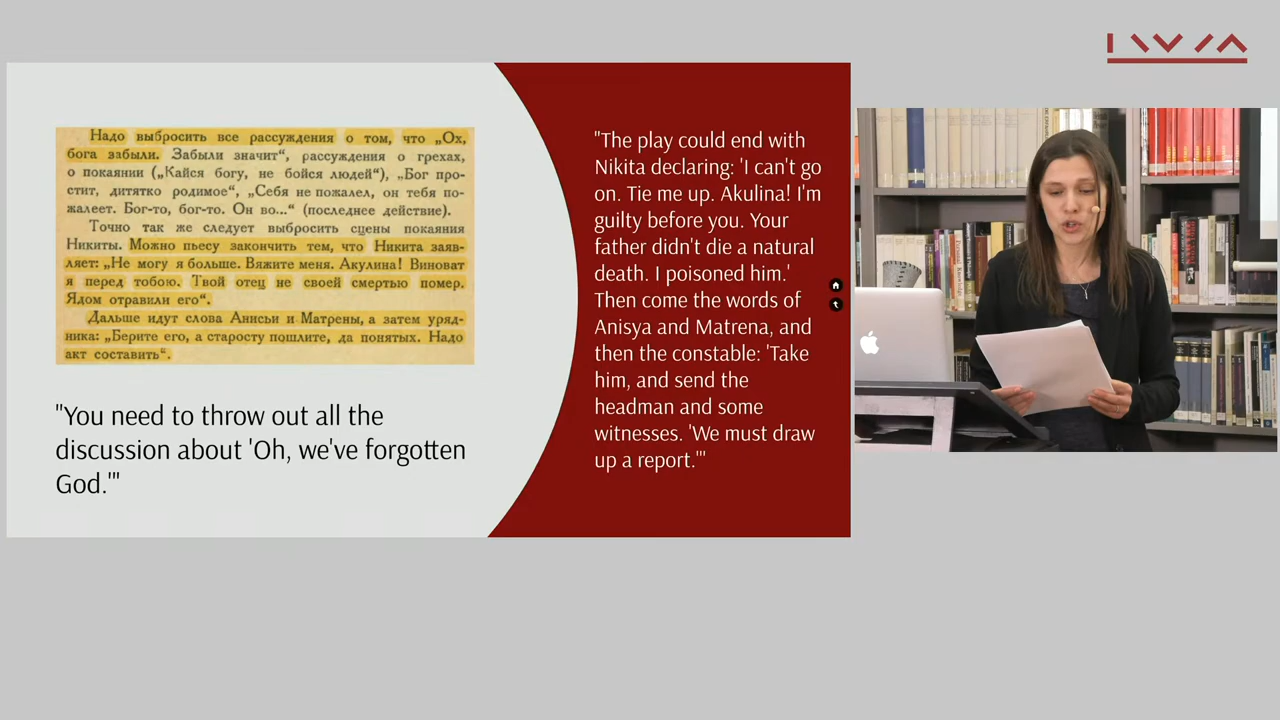 Надо выбросить все рассуждения о том, что „Ох,
бога забыли. Забыли значит“, рассуждения о грехах,
о покаянии („Кайся богу, не бойся людей“), „Бог про-
стит, дитятко родимое“, „Себя не пожалел, он тебя по-
жалеет. Бог-то, бог-то. Он во...“ (последнее действие).
Точно так же следует выбросить сцены покаяния
Никиты. Можно пьесу закончить тем, что Никита заяв-
ляет: „Не могу я больше. Вяжите меня. Акулина! Виноват
я перед тобою. Твой отец не своей смертью помер.
Ядом отравили его“.
Дальше идут слова Анисьи и Матрены, а затем уряд-
ника: „Берите его, а старосту пошлите, да понятых. Надо
акт составить“.
"You need to throw out all the
discussion about 'Oh, we've forgotten
God.'"
"The play could end with
Nikita declaring: 'I can't go
on. Tie me up. Akulina! I'm
guilty before you. Your
father didn't die a natural
death. I poisoned him.'
Then come the words of
Anisya and Matrena, and
then the constable: 'Take
him, and send the
headman and some
witnesses. 'We must draw
up a report.'"